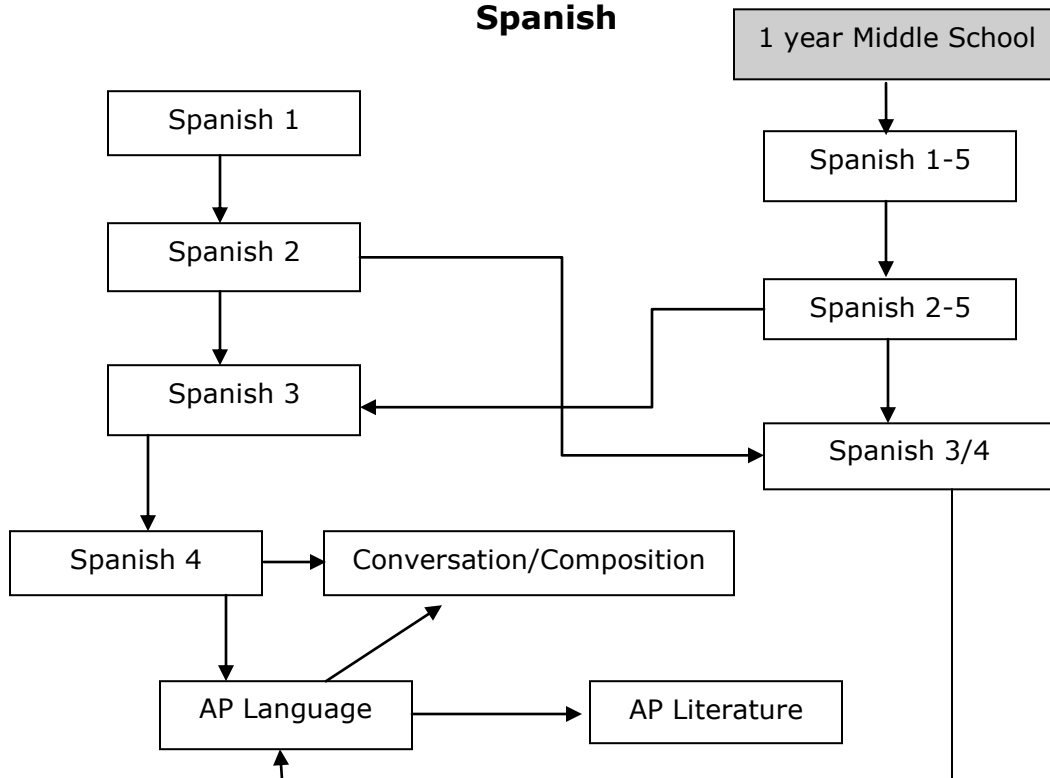 Spanish
1 year Middle School
Spanish 1
Spanish 1-5
Spanish 2
Spanish 2-5
Spanish 3
Spanish 3/4
Spanish 4
Conversation/Composition
AP Language
AP Literature